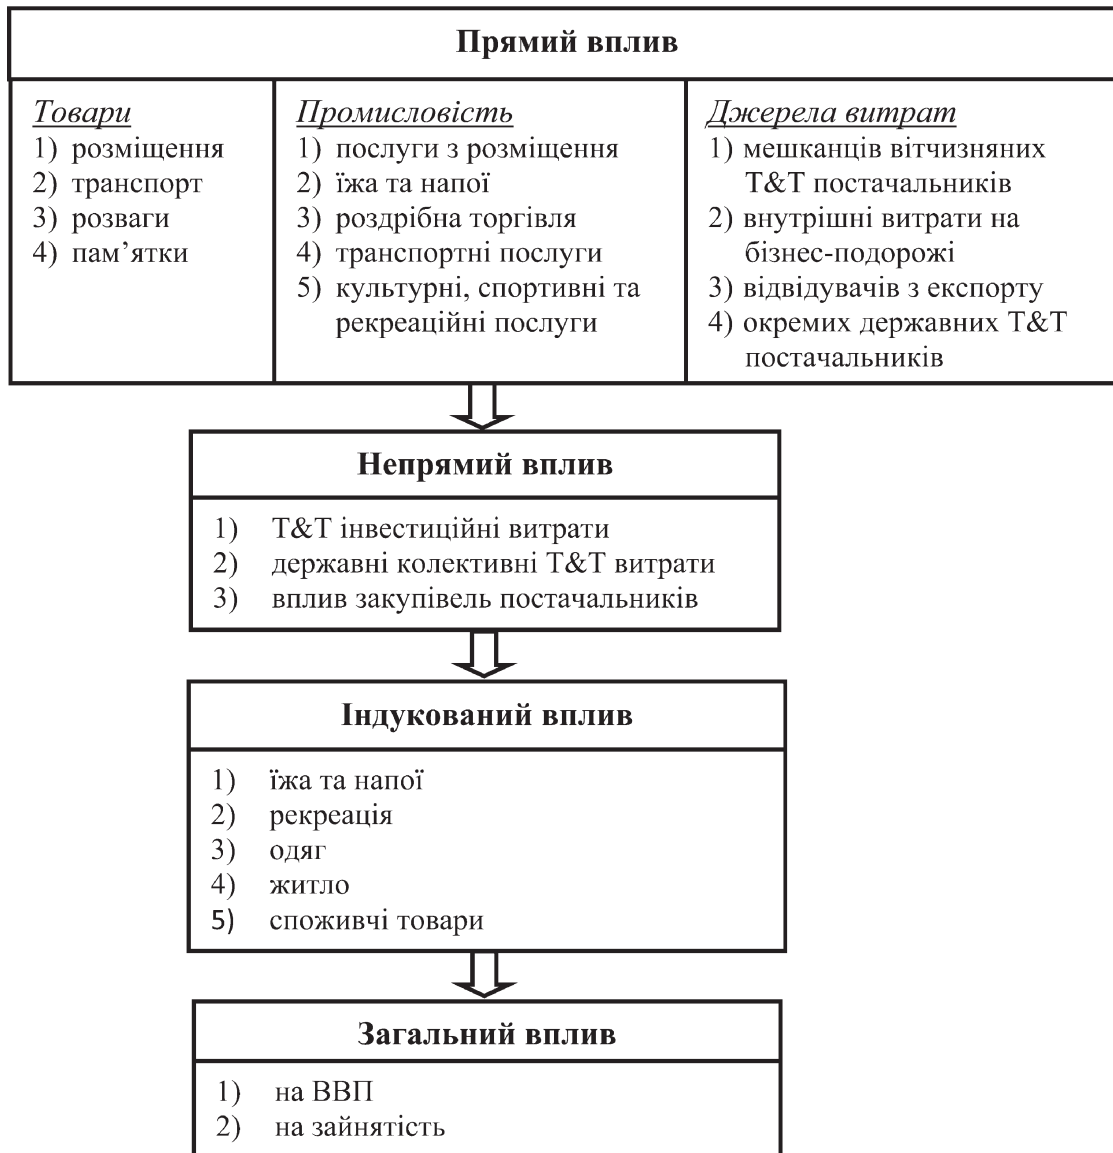 Прямий вплив
Товари
1) розміщення
2) транспорт
3) розваги
4) пам’ятки
Промисловість
1) послуги з розміщення
2) їжа та напої
3) роздрібна торгівля
4) транспортні послуги
5) культурні, спортивні та
рекреаційні послуги
Джерела витрат
1) мешканців вітчизняних
Т&Т постачальників
2) внутрішні витрати на
бізнес-подорожі
3) відвідувачів з експорту
4) окремих державних Т&Т
постачальників
Непрямий вплив
1) Т&Т інвестиційні витрати
2) державні колективні Т&Т витрати
3) вплив закупівель постачальників
Індукований вплив
1) їжа та напої
2) рекреація
3) одяг
4) житло
5) споживчі товари
Загальний вплив
1) на ВВП
2) на зайнятість